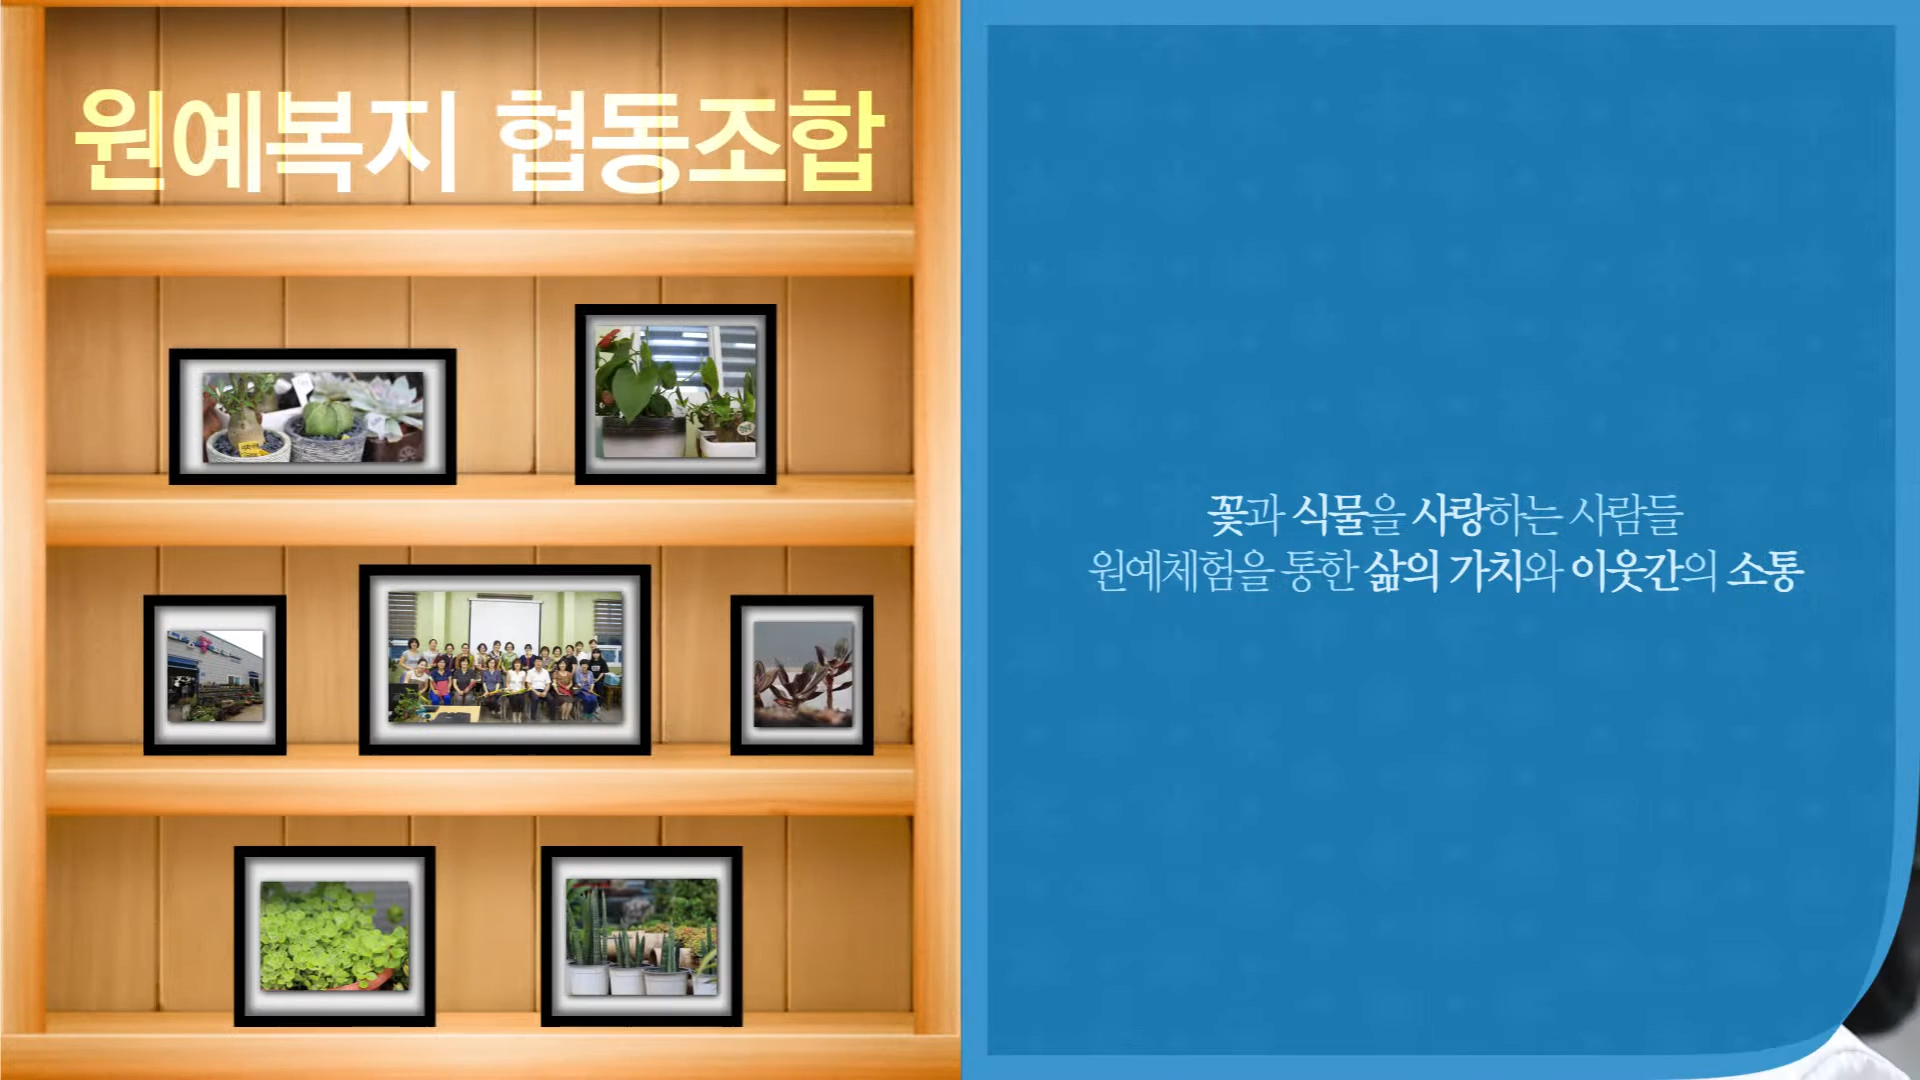 원예복지 협동조합
꽃과 식물을 사랑하는 사람들
원예체험을 통한 삶의 가치와 이웃간의 소통